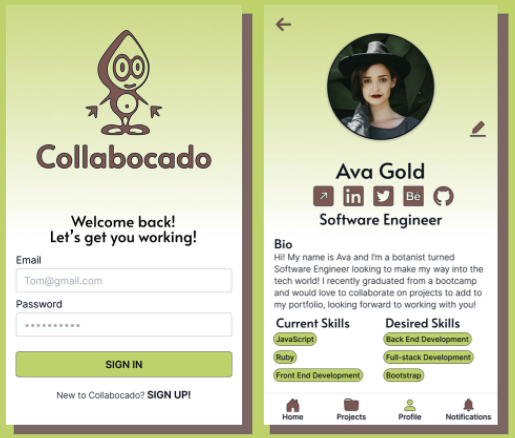 Collabocado
Welcome back!
Let's get you working!
Email
Tom@gmail.com
Password
SIGN IN
New to Collabocado? SIGN UP!
Ava Gold
in
Bē
Software Engineer
Bio
Hi! My name is Ava and I'm a botanist turned
Software Engineer looking to make my way into the
tech world! I recently graduated from a bootcamp
and would love to collaborate on projects to add to
my portfolio, looking forward to working with you!
Current Skills
JavaScript
Ruby
Front End Development
Desired Skills
Back End Development
Full-stack Development
Bootstrap
Home
Projects
Profile
Notifications